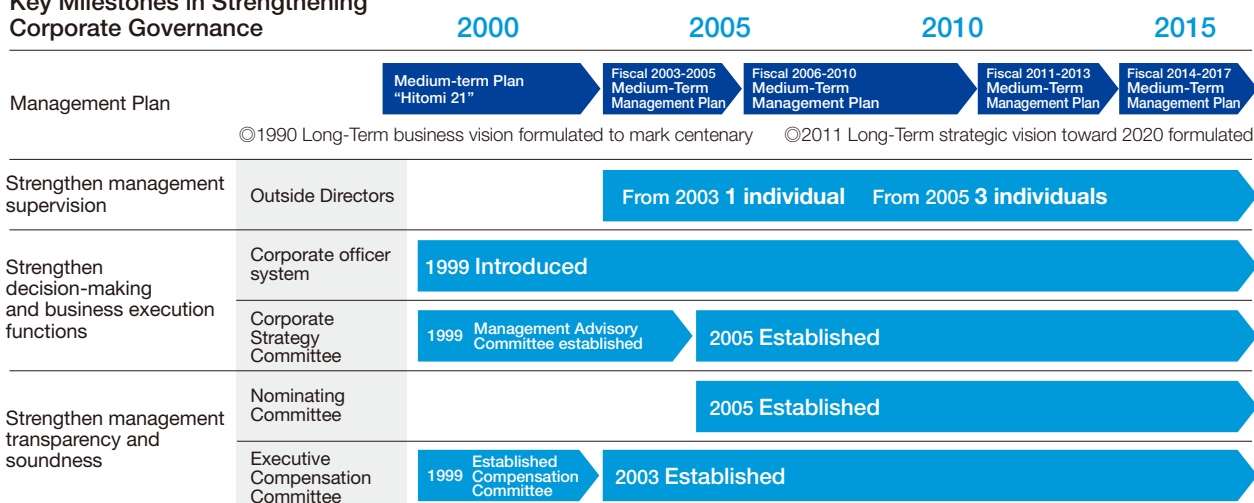 Key Milestones in Strengthening
Corporate Governance
2000
2005
2010
2015
Management Plan
Medium-term Plan
“Hitomi 21”
Fiscal 2003-2005
Medium-Term
Management Plan
Fiscal 2006-2010
Medium-Term
Management Plan
Fiscal 2011-2013
Medium-Term
Management Plan
Fiscal 2014-2017
Medium-Term
Management Plan
◎1990 Long-Term business vision formulated to mark centenary
◎2011 Long-Term strategic vision toward 2020 formulated
Strengthen management
supervision
Outside Directors
From 2003 1 individual
From 2005 3 individuals
Strengthen
decision-making
and business execution
functions
Corporate officer
system
1999 Introduced
Corporate
Strategy
Committee
1999 Management Advisory
Committee established
2005 Established
Strengthen management
transparency and
soundness
Nominating
Committee
2005 Established
Executive
Compensation
Committee
1999 Established
Compensation
Committee
2003 Established